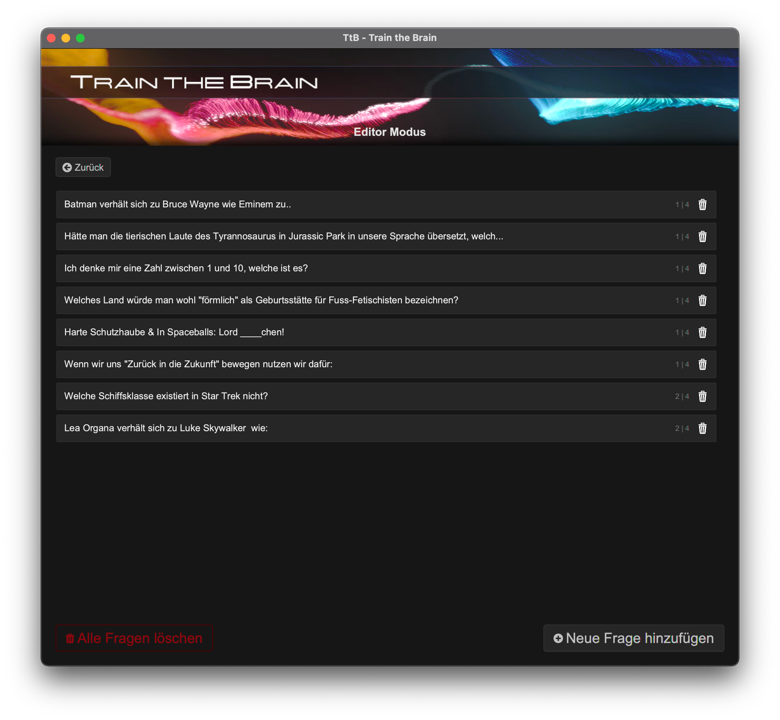 TtB - Train the Brain
Train the Brain
Editor Modus
Zurück
Batman verhält sich zu Bruce Wayne wie Eminem zu.. 1 | 4
Hätte man die tierischen Laute des Tyrannosaurus in Jurassic Park in unsere Sprache übersetzt, welch... 1 | 4
Ich denke mir eine Zahl zwischen 1 und 10, welche ist es? 1 | 4
Welches Land würde man wohl "förmlich" als Geburtsstätte für Fuss-Fetischisten bezeichnen? 1 | 4
Harte Schutzhaube & In Spaceballs: Lord ____chen! 1 | 4
Wenn wir uns "Zurück in die Zukunft" bewegen nutzen wir dafür: 1 | 4
Welche Schiffsklasse existiert in Star Trek nicht? 2 | 4
Lea Organa verhält sich zu Luke Skywalker  wie: 2 | 4
Alle Fragen löschen
Neue Frage hinzufügen